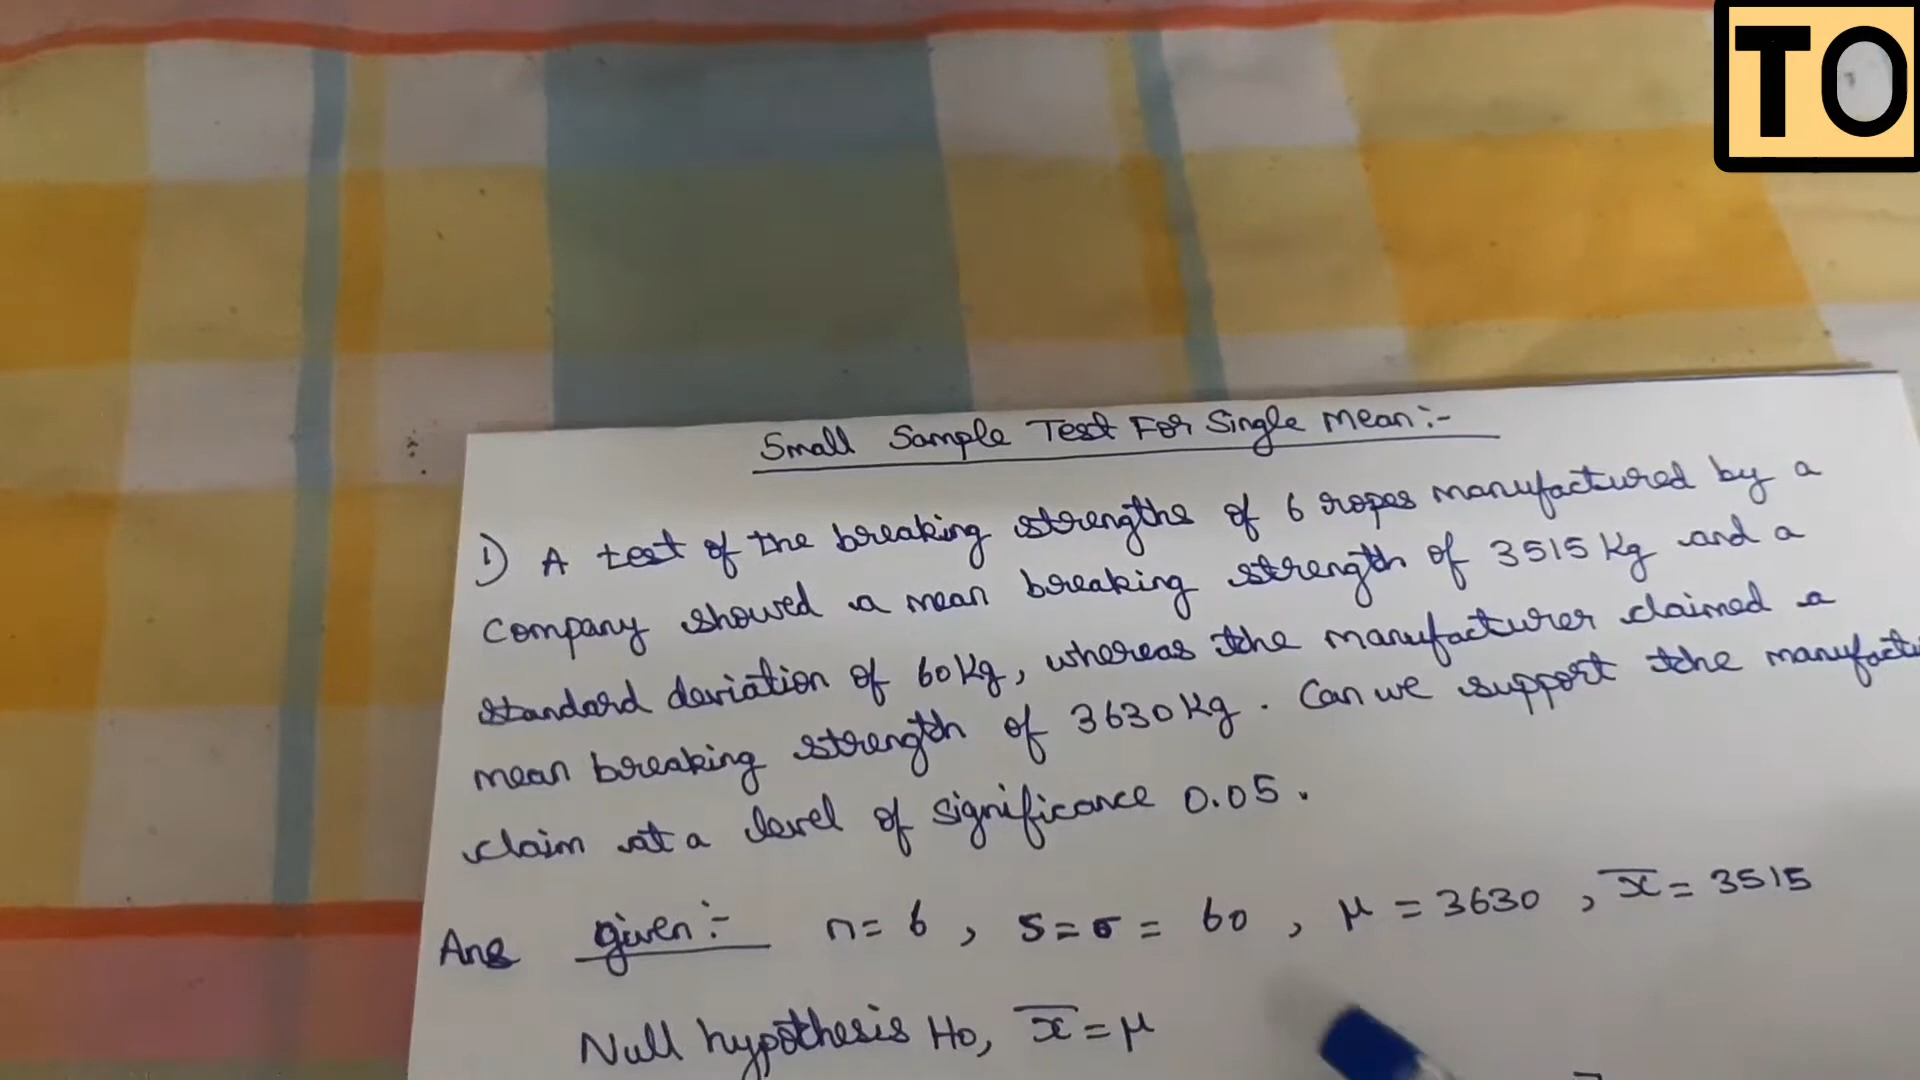 TO
Small Sample Test For Single Mean:-
1) A test of the breaking strengths of 6 ropes manufactured by a
Company showed a mean breaking strength of 3515 Kg and a
standard deviation of 60Kg, whereas the manufacturer claimed a
mean breaking strength of 3630Kg. Can we support the manufactu
claim at a level of significance 0.05.
Ans given:- n = 6, S = σ = 60, μ = 3630, x̅ = 3515
Null hypothesis H0, x̅ = μ